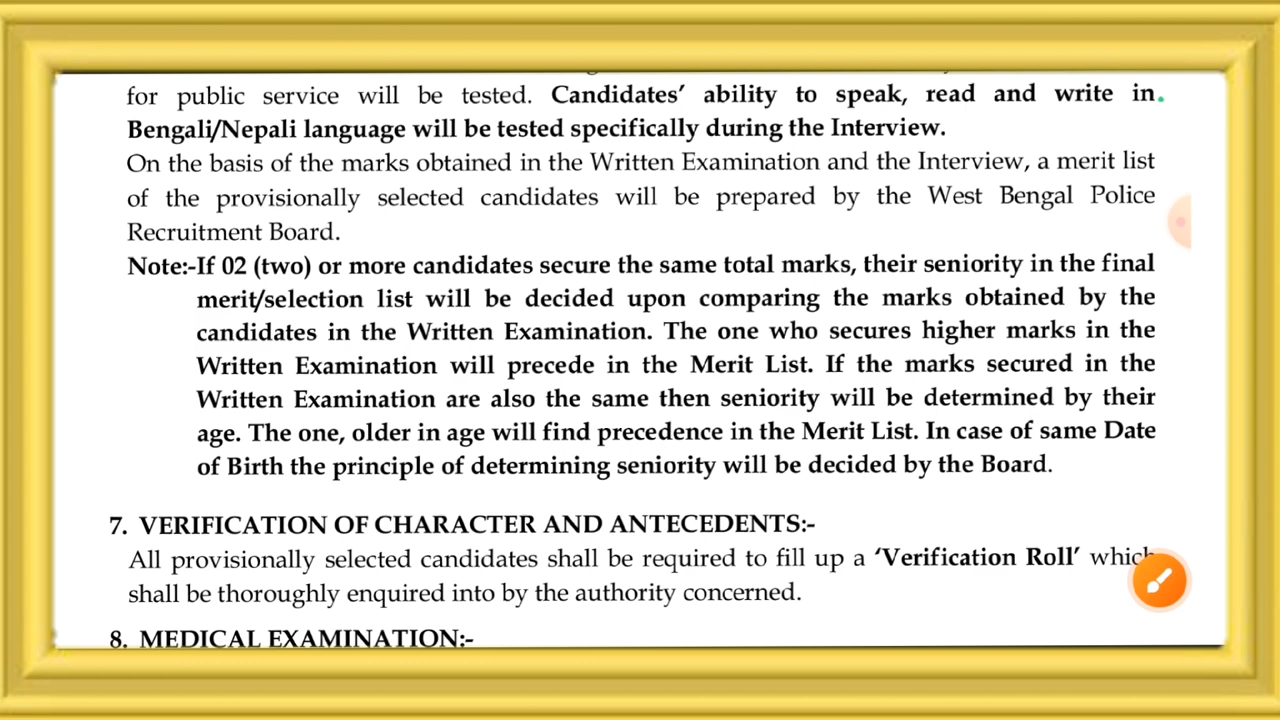 for public service will be tested. Candidates' ability to speak, read and write in
Bengali/Nepali language will be tested specifically during the Interview.
On the basis of the marks obtained in the Written Examination and the Interview, a merit list
of the provisionally selected candidates will be prepared by the West Bengal Police
Recruitment Board.
Note:-If 02 (two) or more candidates secure the same total marks, their seniority in the final
merit/selection list will be decided upon comparing the marks obtained by the
candidates in the Written Examination. The one who secures higher marks in the
Written Examination will precede in the Merit List. If the marks secured in the
Written Examination are also the same then seniority will be determined by their
age. The one, older in age will find precedence in the Merit List. In case of same Date
of Birth the principle of determining seniority will be decided by the Board.
7. VERIFICATION OF CHARACTER AND ANTECEDENTS:-
All provisionally selected candidates shall be required to fill up a 'Verification Roll' which
shall be thoroughly enquired into by the authority concerned.
8. MEDICAL EXAMINATION:-